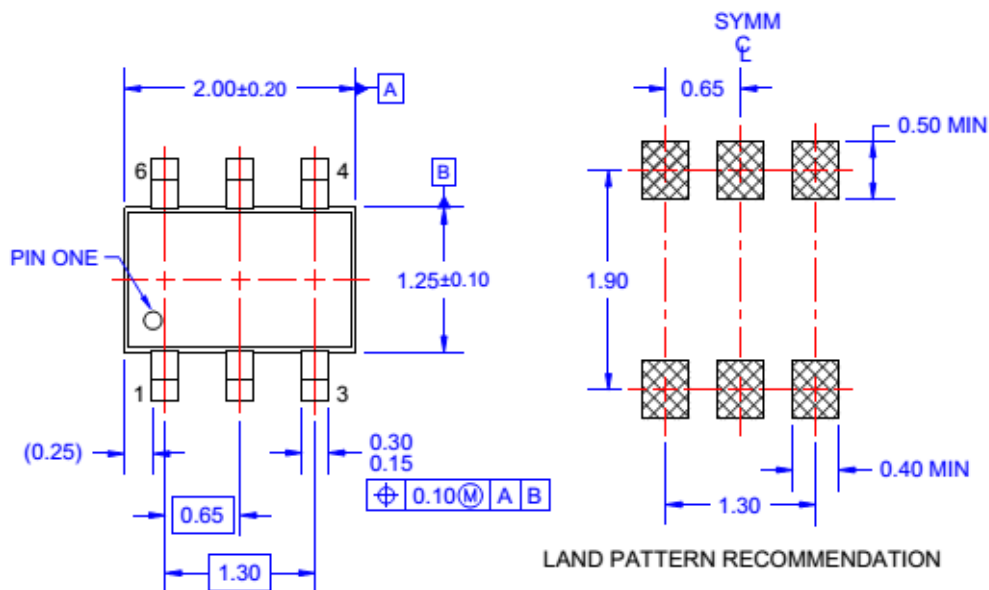 2.00±0.20
A
6
4
B
PIN ONE
1.25±0.10
1
3
(0.25)
0.30
0.15
⌖ 0.10Ⓜ A B
0.65
1.30
SYMM
℄
0.65
0.50 MIN
1.90
0.40 MIN
1.30
LAND PATTERN RECOMMENDATION